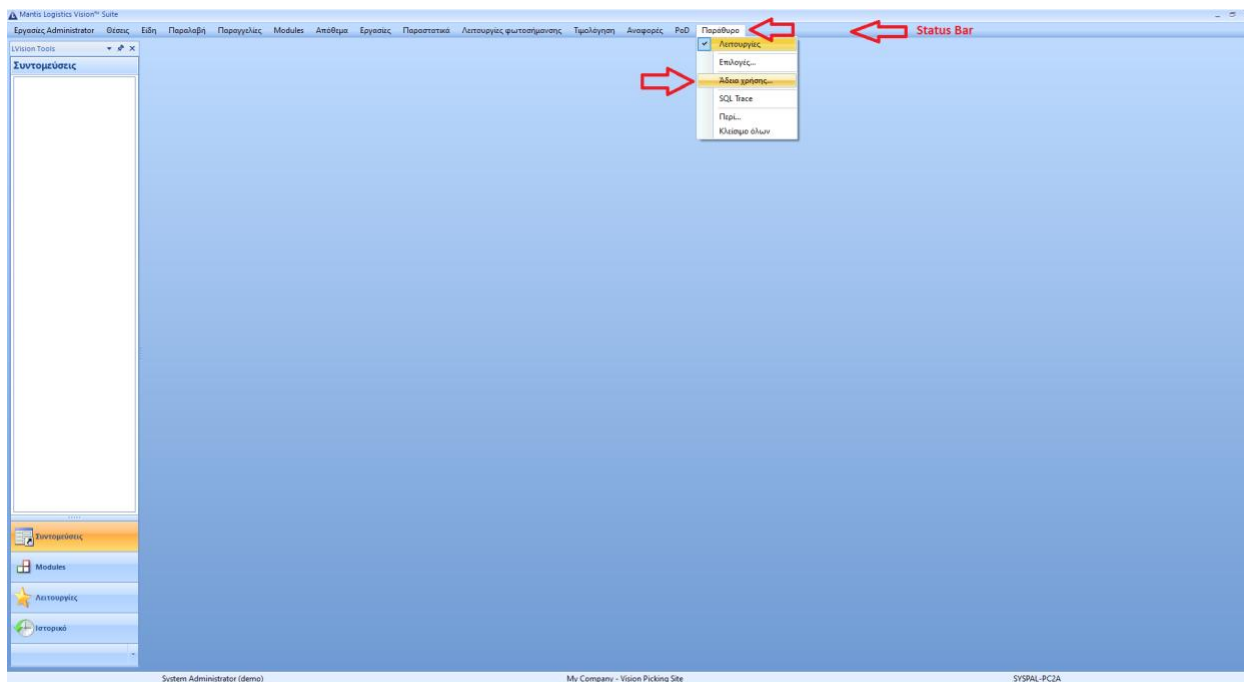 Mantis Logistics Vision™ Suite
Εργασίες Administrator Θέσεις Είδη Παραλαβή Παραγγελίες Modules Απόθεμα Εργασίες Παραστατικά Λειτουργίες φωτοσήμανσης Τιμολόγηση Αναφορές PoD Παράθυρο Status Bar
LVision Tools
Συντομεύσεις
Λειτουργίες
Επιλογές...
Άδεια χρήσης...
SQL Trace
Περί...
Κλείσιμο όλων
Συντομεύσεις
Modules
Λειτουργίες
Ιστορικό
System Administrator (demo) My Company - Vision Picking Site SYSPAL-PC2A